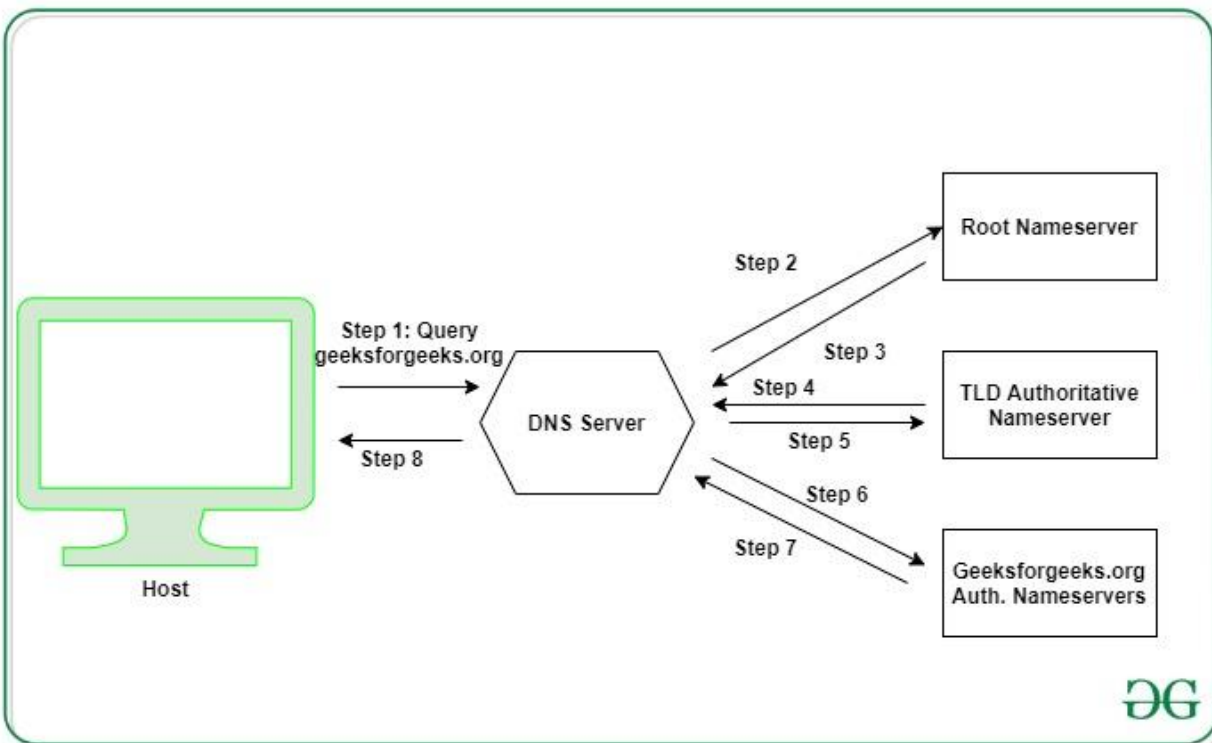 Root Nameserver
Step 2
Step 1: Query
geeksforgeeks.org
Step 3
Step 4
TLD Authoritative
Nameserver
DNS Server
Step 5
Step 8
Step 6
Step 7
Geeksforgeeks.org
Auth. Nameservers
Host